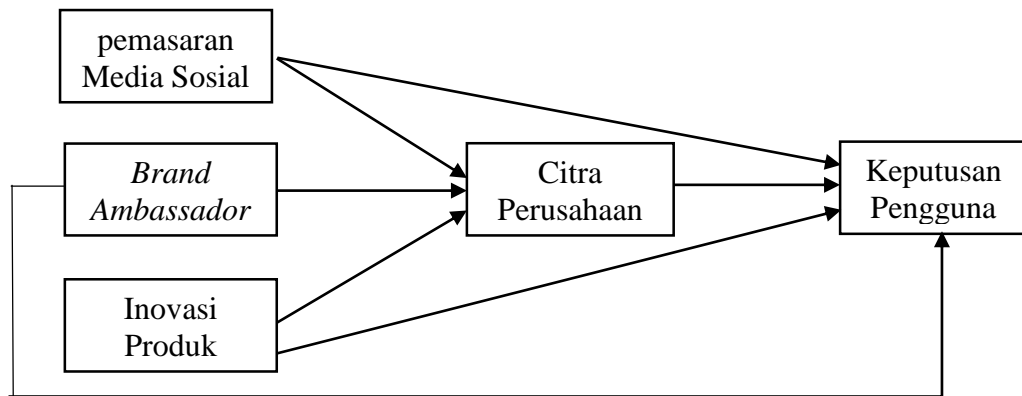 pemasaran
Media Sosial
Brand
Ambassador
Inovasi
Produk
Citra
Perusahaan
Keputusan
Pengguna